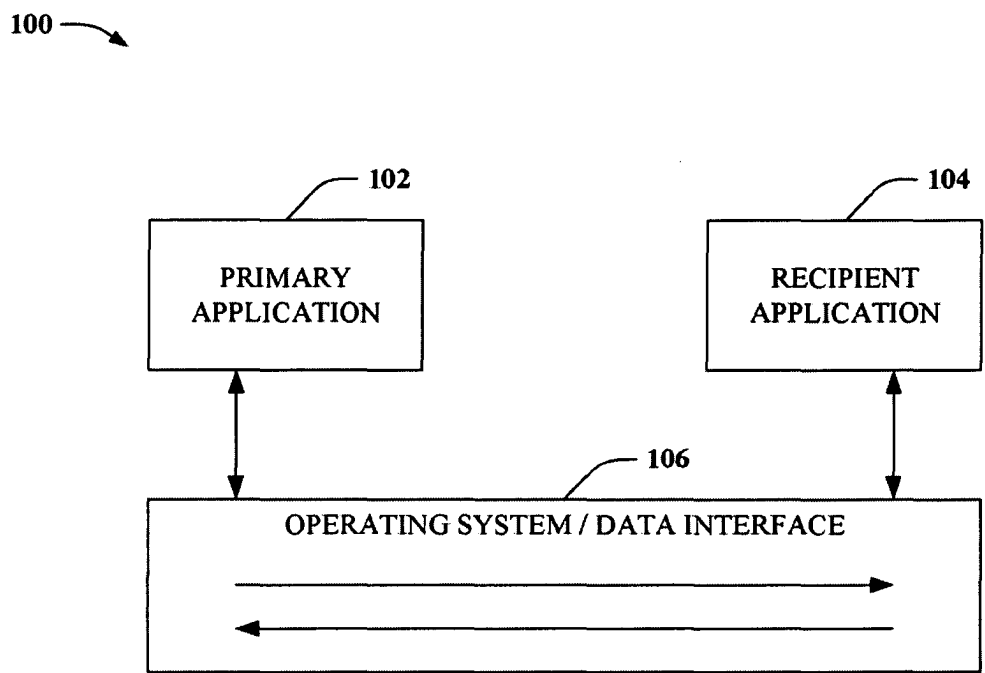 100
102
104
PRIMARY
APPLICATION
RECIPIENT
APPLICATION
106
OPERATING SYSTEM / DATA INTERFACE